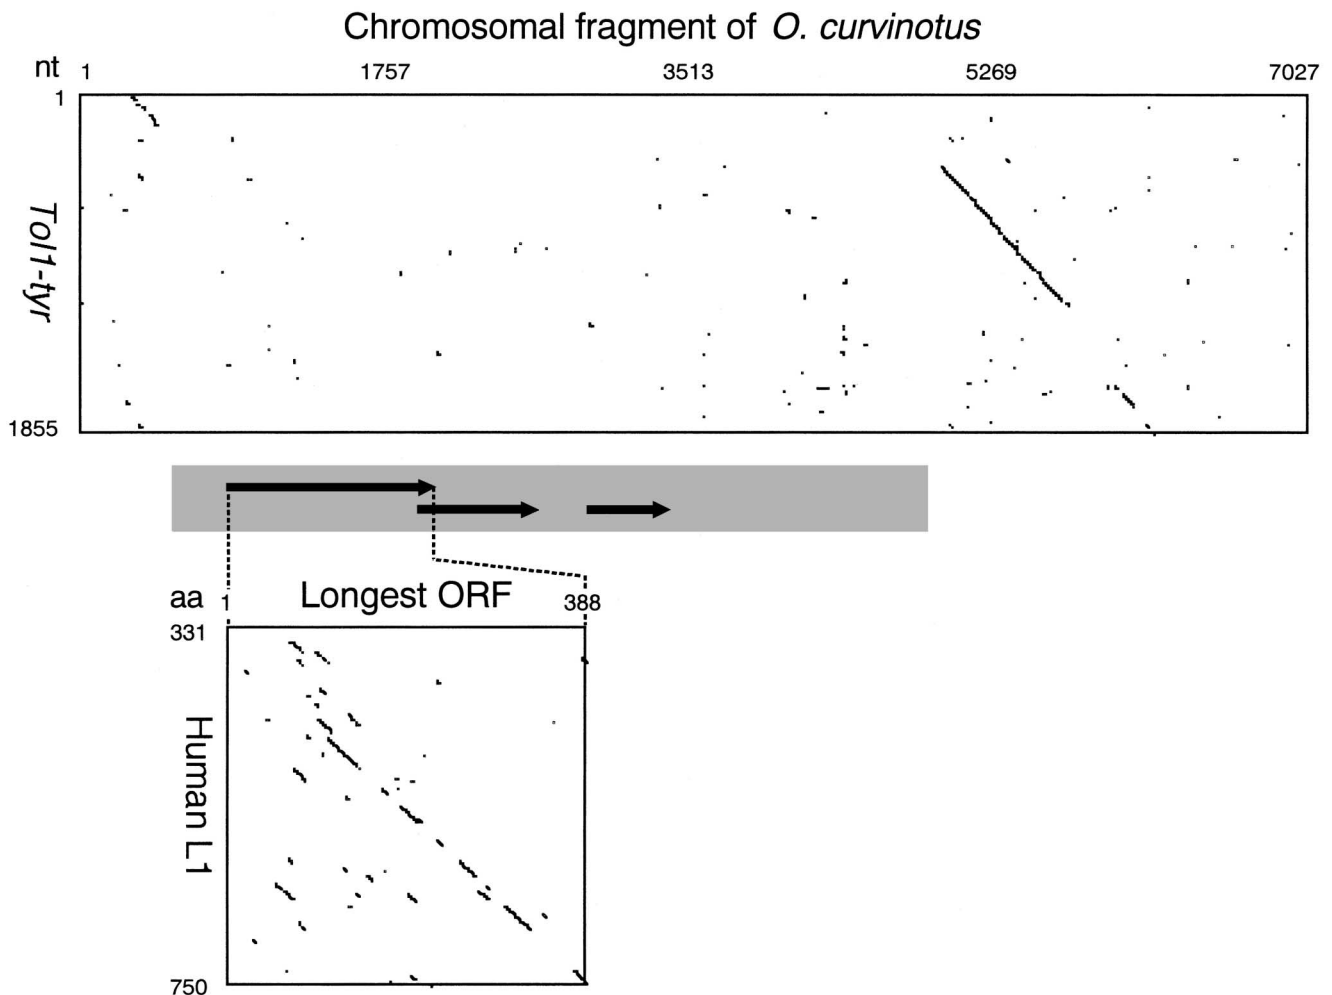 Chromosomal fragment of O. curvinotus
nt 1 1757 3513 5269 7027
1
Tol1-tyr
1855
aa 1 Longest ORF 388
331
Human L1
750